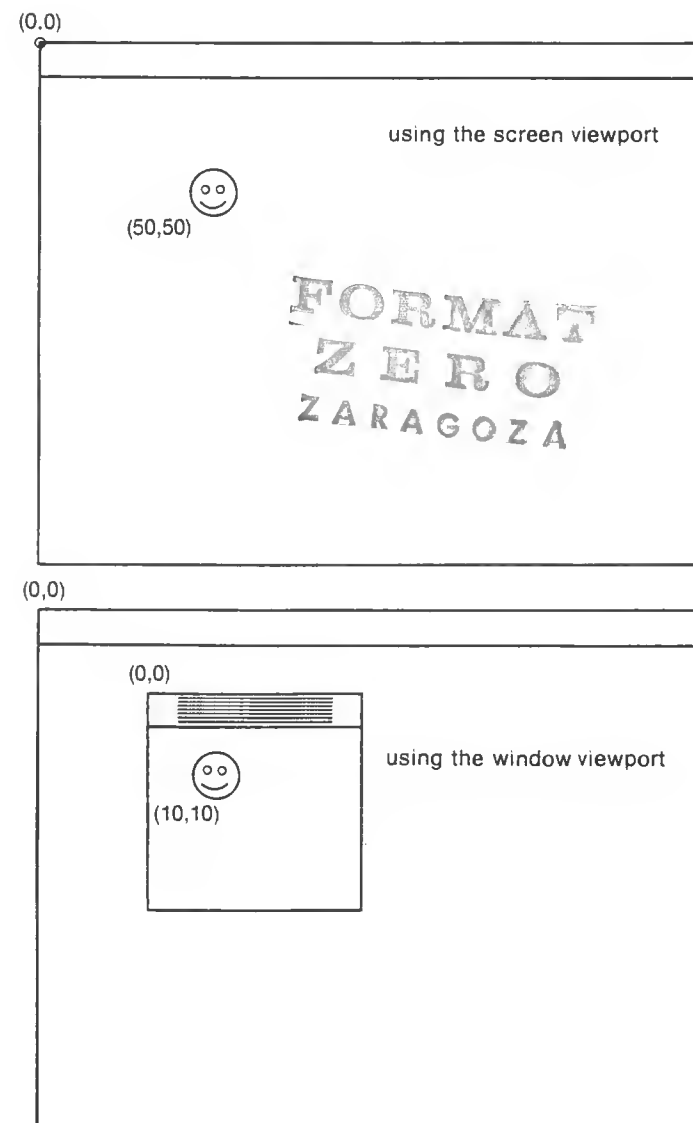 (0.0)
using the screen viewport
(50,50)
FORMAT
ZERO
ZARAGOZA
(0,0)
(0,0)
using the window viewport
(10,10)